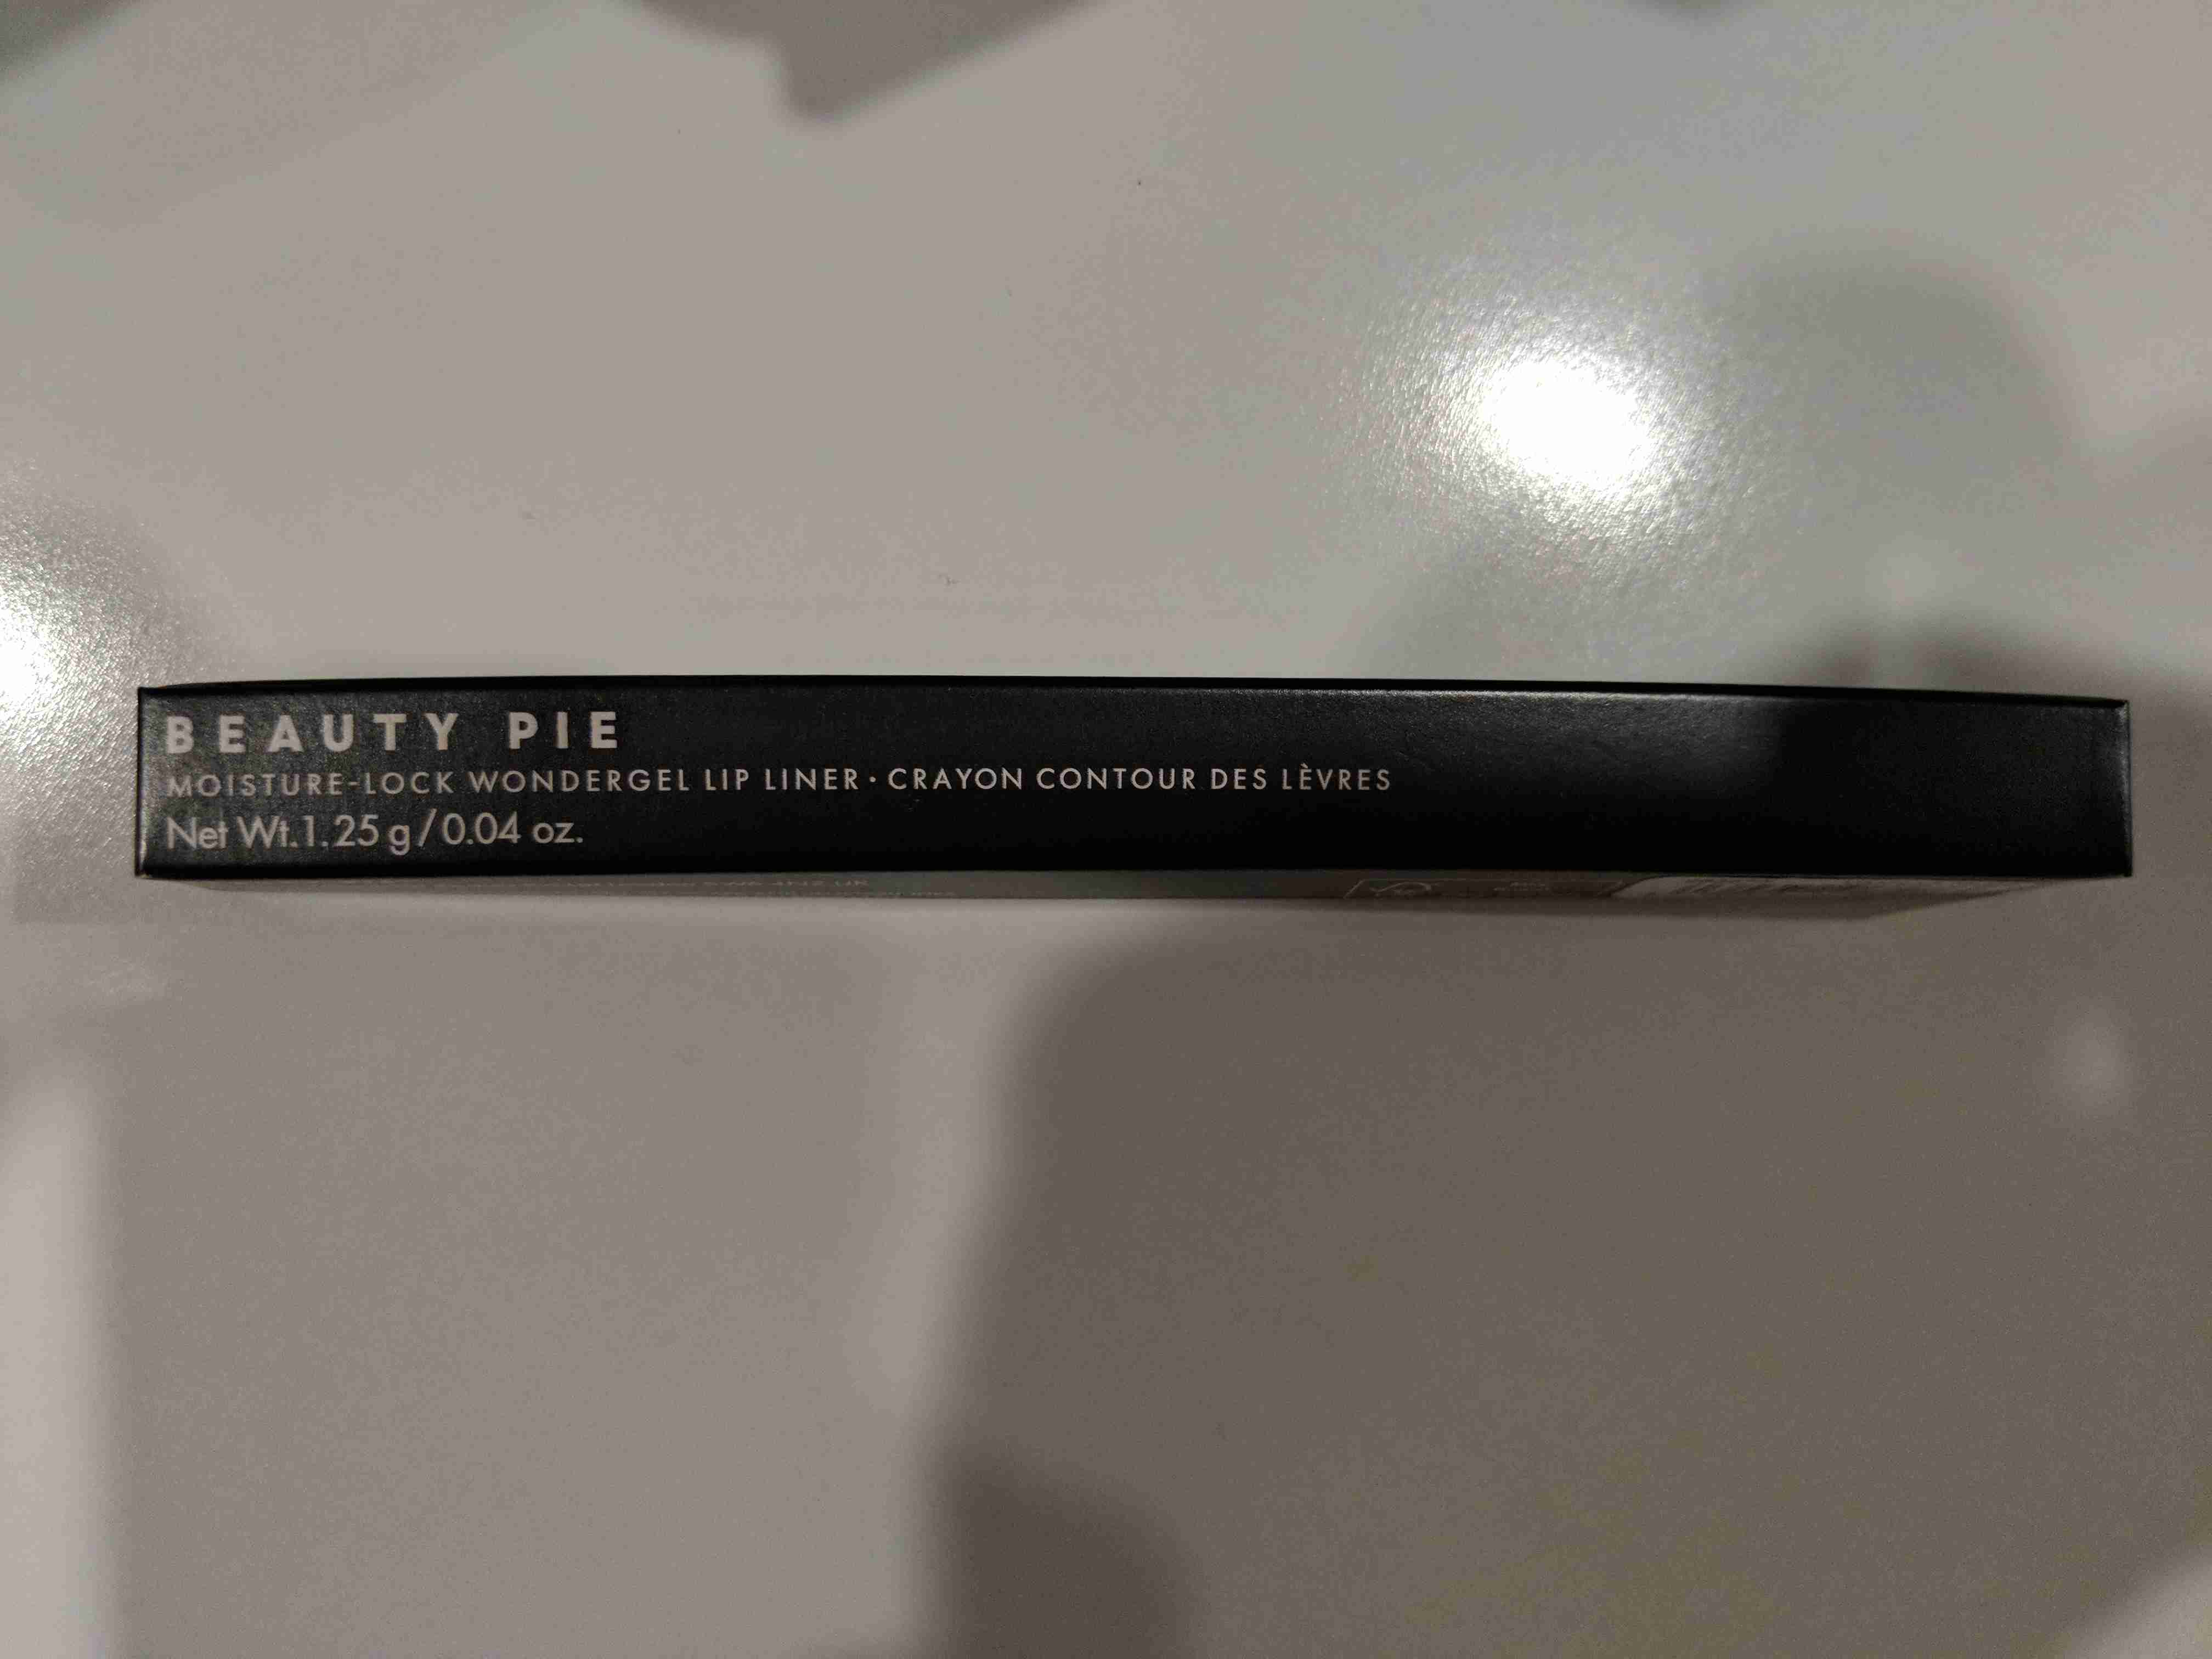 BEAUTY PIE
MOISTURE-LOCK WONDERGEL LIP LINER · CRAYON CONTOUR DES LÈVRES
Net Wt.1.25 g/0.04 oz.